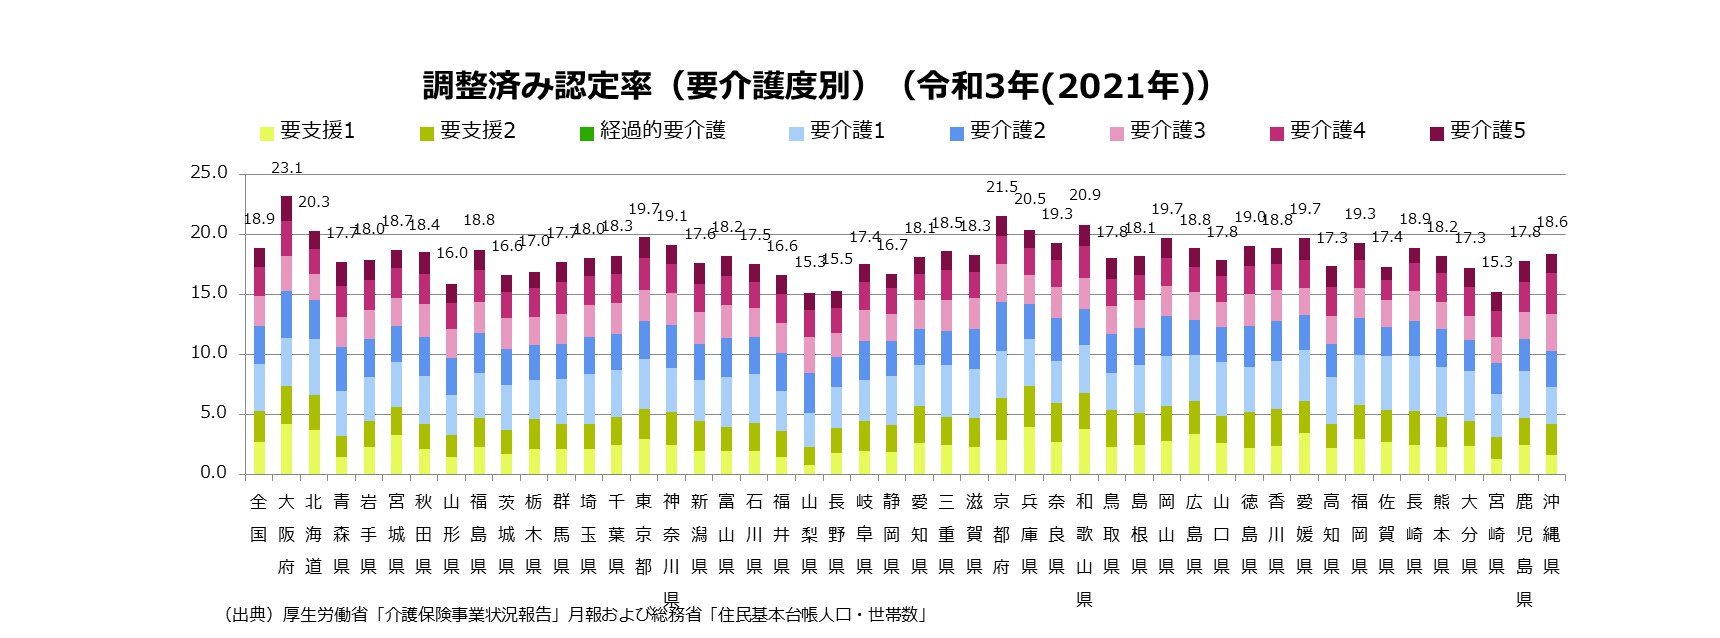 調整済み認定率（要介護度別）（令和3年(2021年)）
要支援1 要支援2 経過的要介護 要介護1 要介護2 要介護3 要介護4 要介護5
25.0
20.0
15.0
10.0
5.0
0.0
18.9 23.1 20.3 17.7 18.0 18.7 18.4 16.0 18.8 16.6 17.0 17.7 18.0 18.3 19.7 19.1 17.6 18.2 17.5 16.6 15.3 15.5 17.4 16.7 18.1 18.5 18.3 21.5 20.5 19.3 20.9 17.8 18.1 19.7 18.8 17.8 19.0 18.8 19.7 17.3 19.3 17.4 18.9 18.2 17.3 15.3 17.8 18.6
全国 大阪府 北海道 青森県 岩手県 宮城県 秋田県 山形県 福島県 茨城県 栃木県 群馬県 埼玉県 千葉県 東京都 神奈川県 新潟県 富山県 石川県 福井県 山梨県 長野県 岐阜県 静岡県 愛知県 三重県 滋賀県 京都府 兵庫県 奈良県 和歌山県 鳥取県 島根県 岡山県 広島県 山口県 徳島県 香川県 愛媛県 高知県 福岡県 佐賀県 長崎県 熊本県 大分県 宮崎県 鹿児島県 沖縄県
（出典）厚生労働省「介護保険事業状況報告」月報および総務省「住民基本台帳人口・世帯数」